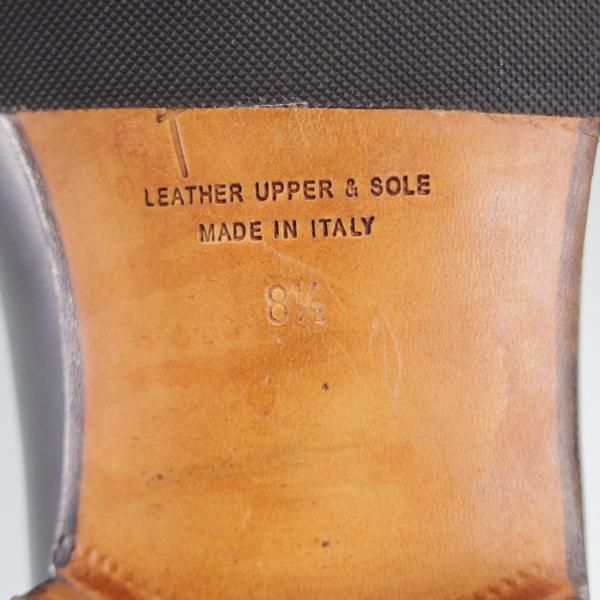 LEATHER UPPER & SOLE
MADE IN ITALY
8½